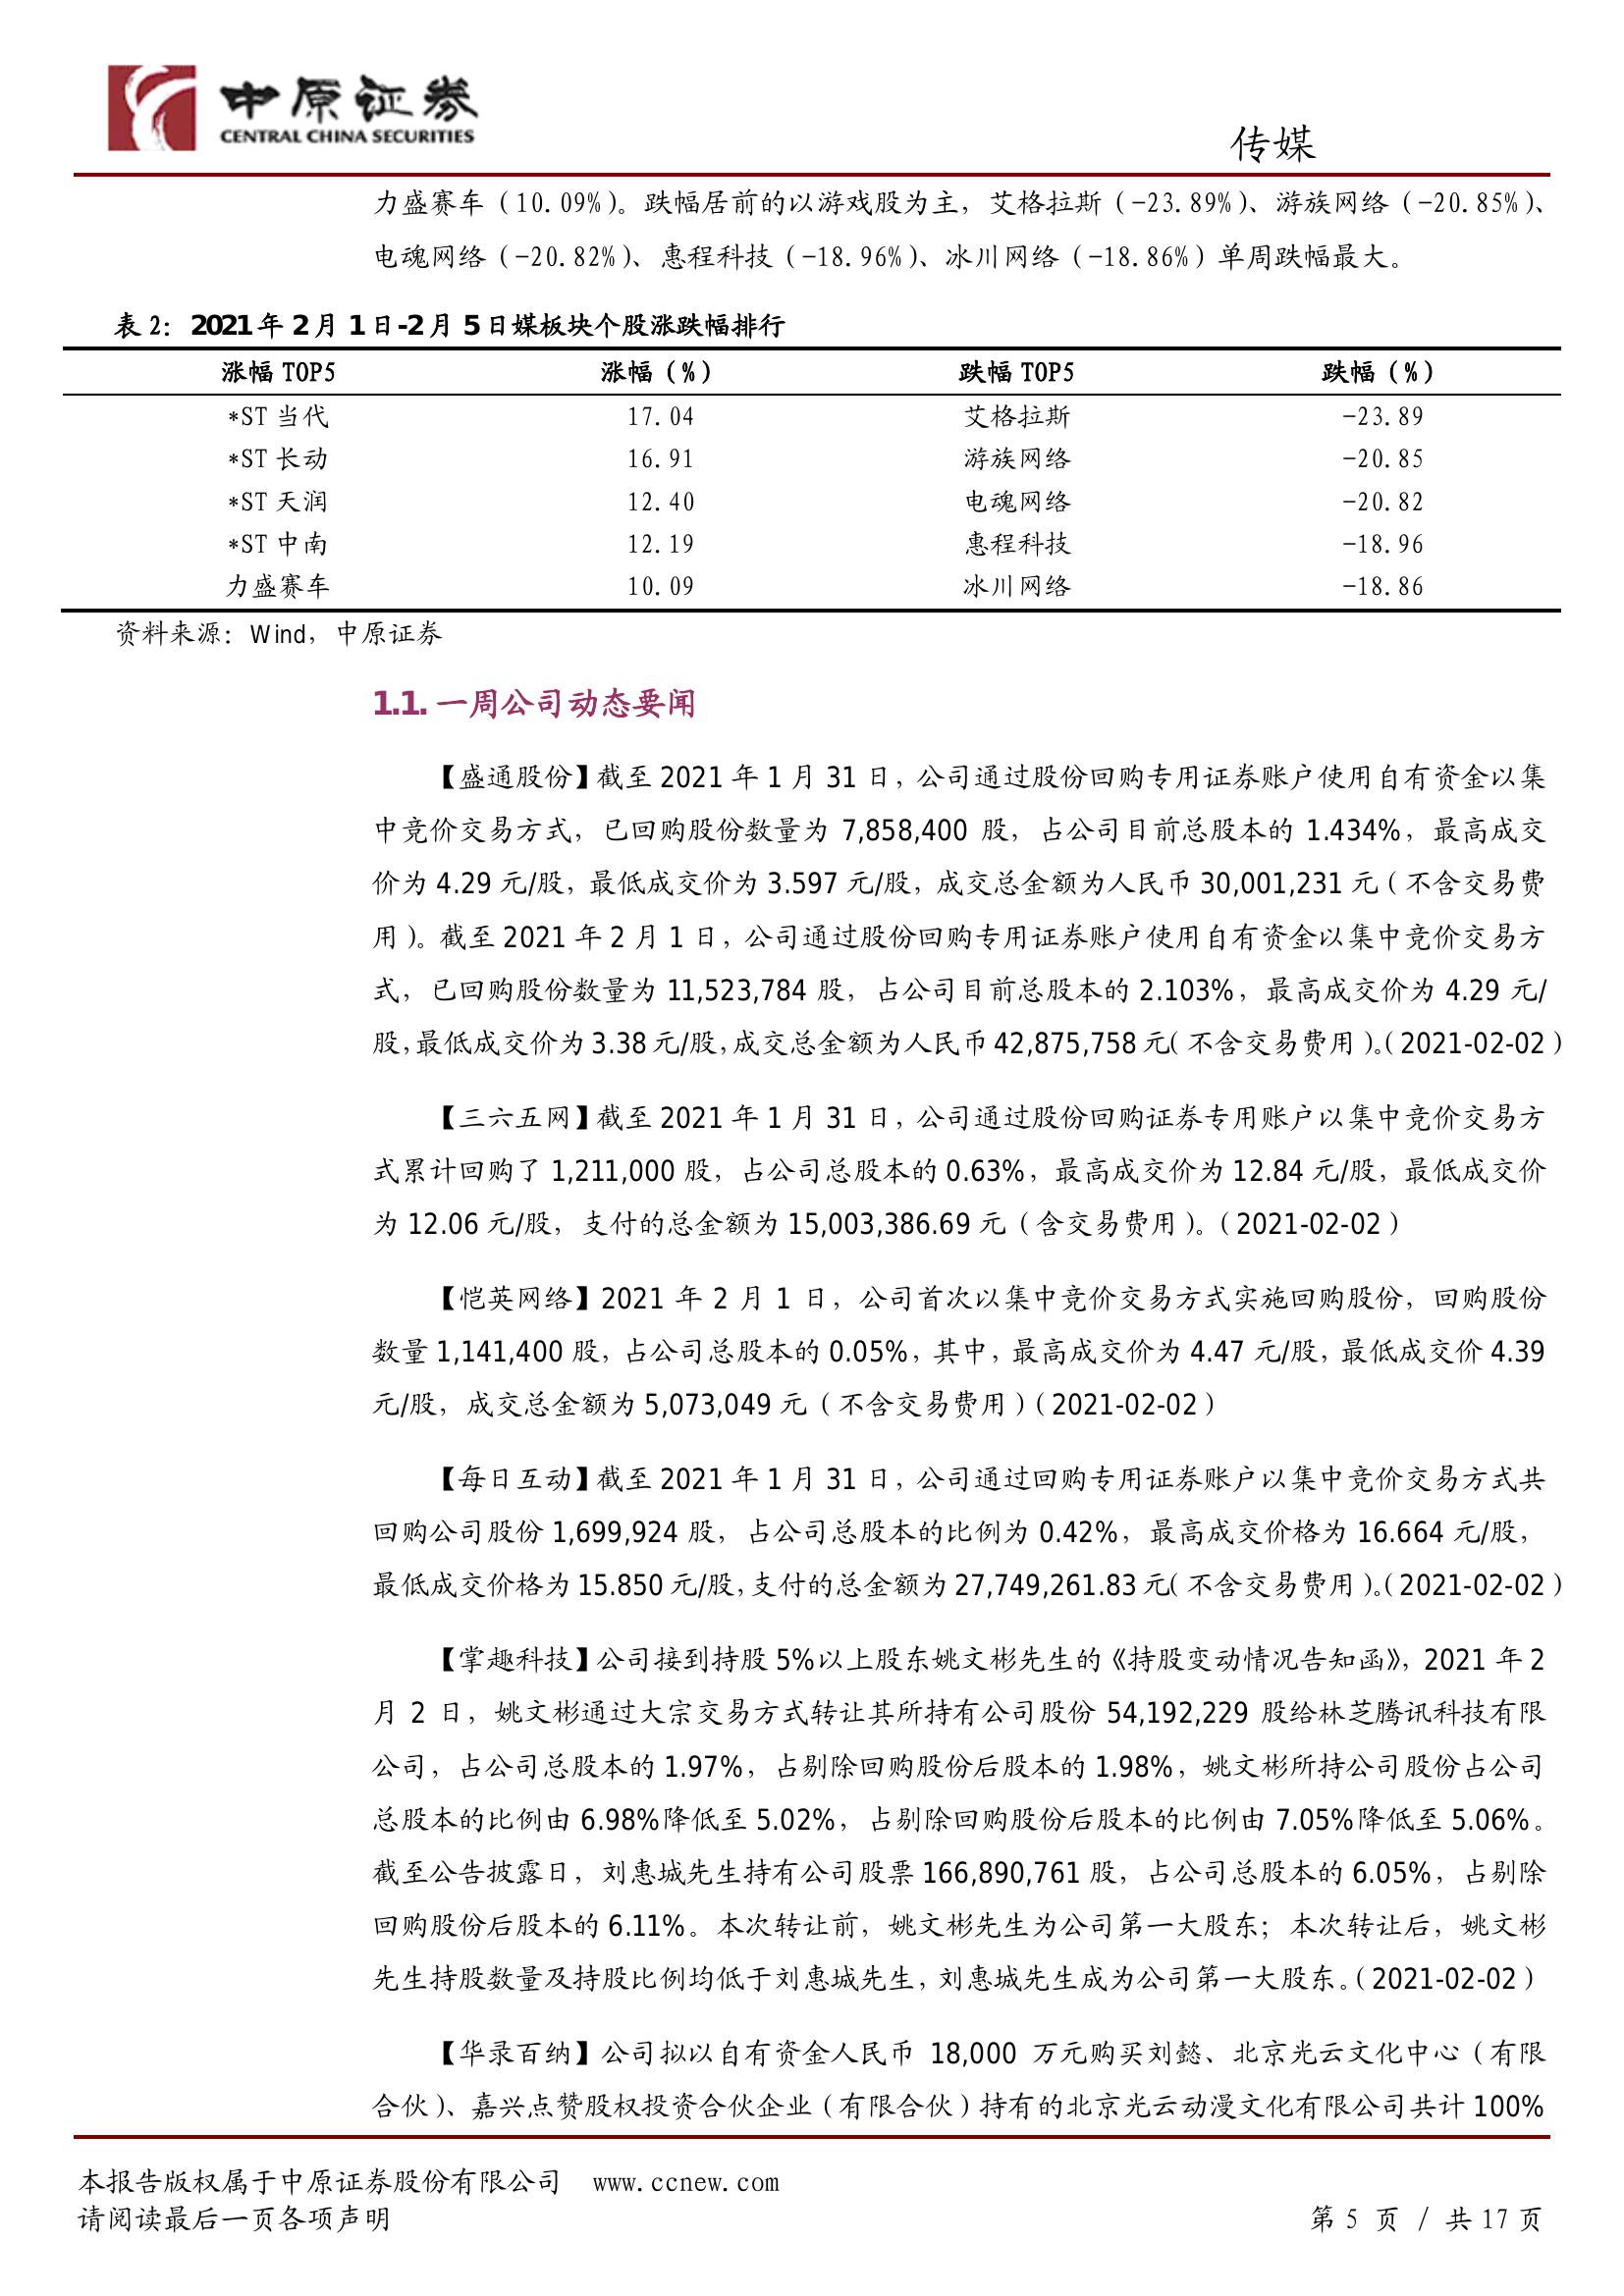 中原证券
CENTRAL CHINA SECURITIES
传媒
力盛赛车（10.09%）。跌幅居前的以游戏股为主，艾格拉斯（-23.89%）、游族网络（-20.85%）、
电魂网络（-20.82%）、惠程科技（-18.96%）、冰川网络（-18.86%）单周跌幅最大。
表 2：2021 年 2 月 1 日-2 月 5 日媒板块个股涨跌幅排行
涨幅 TOP5 涨幅（%） 跌幅 TOP5 跌幅（%）
*ST 当代 17.04 艾格拉斯 -23.89
*ST 长动 16.91 游族网络 -20.85
*ST 天润 12.40 电魂网络 -20.82
*ST 中南 12.19 惠程科技 -18.96
力盛赛车 10.09 冰川网络 -18.86
资料来源：Wind，中原证券
1.1. 一周公司动态要闻
【盛通股份】截至 2021 年 1 月 31 日，公司通过股份回购专用证券账户使用自有资金以集
中竞价交易方式，已回购股份数量为 7,858,400 股，占公司目前总股本的 1.434%，最高成交
价为 4.29 元/股，最低成交价为 3.597 元/股，成交总金额为人民币 30,001,231 元（不含交易费
用）。截至 2021 年 2 月 1 日，公司通过股份回购专用证券账户使用自有资金以集中竞价交易方
式，已回购股份数量为 11,523,784 股，占公司目前总股本的 2.103%，最高成交价为 4.29 元/
股，最低成交价为 3.38 元/股，成交总金额为人民币 42,875,758 元（不含交易费用）。（2021-02-02）
【三六五网】截至 2021 年 1 月 31 日，公司通过股份回购证券专用账户以集中竞价交易方
式累计回购了 1,211,000 股，占公司总股本的 0.63%，最高成交价为 12.84 元/股，最低成交价
为 12.06 元/股，支付的总金额为 15,003,386.69 元（含交易费用）。（2021-02-02）
【恺英网络】2021 年 2 月 1 日，公司首次以集中竞价交易方式实施回购股份，回购股份
数量 1,141,400 股，占公司总股本的 0.05%，其中，最高成交价为 4.47 元/股，最低成交价 4.39
元/股，成交总金额为 5,073,049 元（不含交易费用）（2021-02-02）
【每日互动】截至 2021 年 1 月 31 日，公司通过回购专用证券账户以集中竞价交易方式共
回购公司股份 1,699,924 股，占公司总股本的比例为 0.42%，最高成交价格为 16.664 元/股，
最低成交价格为 15.850 元/股，支付的总金额为 27,749,261.83 元（不含交易费用）。（2021-02-02）
【掌趣科技】公司接到持股 5%以上股东姚文彬先生的《持股变动情况告知函》，2021 年 2
月 2 日，姚文彬通过大宗交易方式转让其所持有公司股份 54,192,229 股给林芝腾讯科技有限
公司，占公司总股本的 1.97%，占剔除回购股份后股本的 1.98%，姚文彬所持公司股份占公司
总股本的比例由 6.98%降低至 5.02%，占剔除回购股份后股本的比例由 7.05%降低至 5.06%。
截至公告披露日，刘惠城先生持有公司股票 166,890,761 股，占公司总股本的 6.05%，占剔除
回购股份后股本的 6.11%。本次转让前，姚文彬先生为公司第一大股东；本次转让后，姚文彬
先生持股数量及持股比例均低于刘惠城先生，刘惠城先生成为公司第一大股东。（2021-02-02）
【华录百纳】公司拟以自有资金人民币 18,000 万元购买刘懿、北京光云文化中心（有限
合伙）、嘉兴点赞股权投资合伙企业（有限合伙）持有的北京光云动漫文化有限公司共计 100%
本报告版权属于中原证券股份有限公司 www.ccnew.com
请阅读最后一页各项声明 第 5 页 / 共 17 页